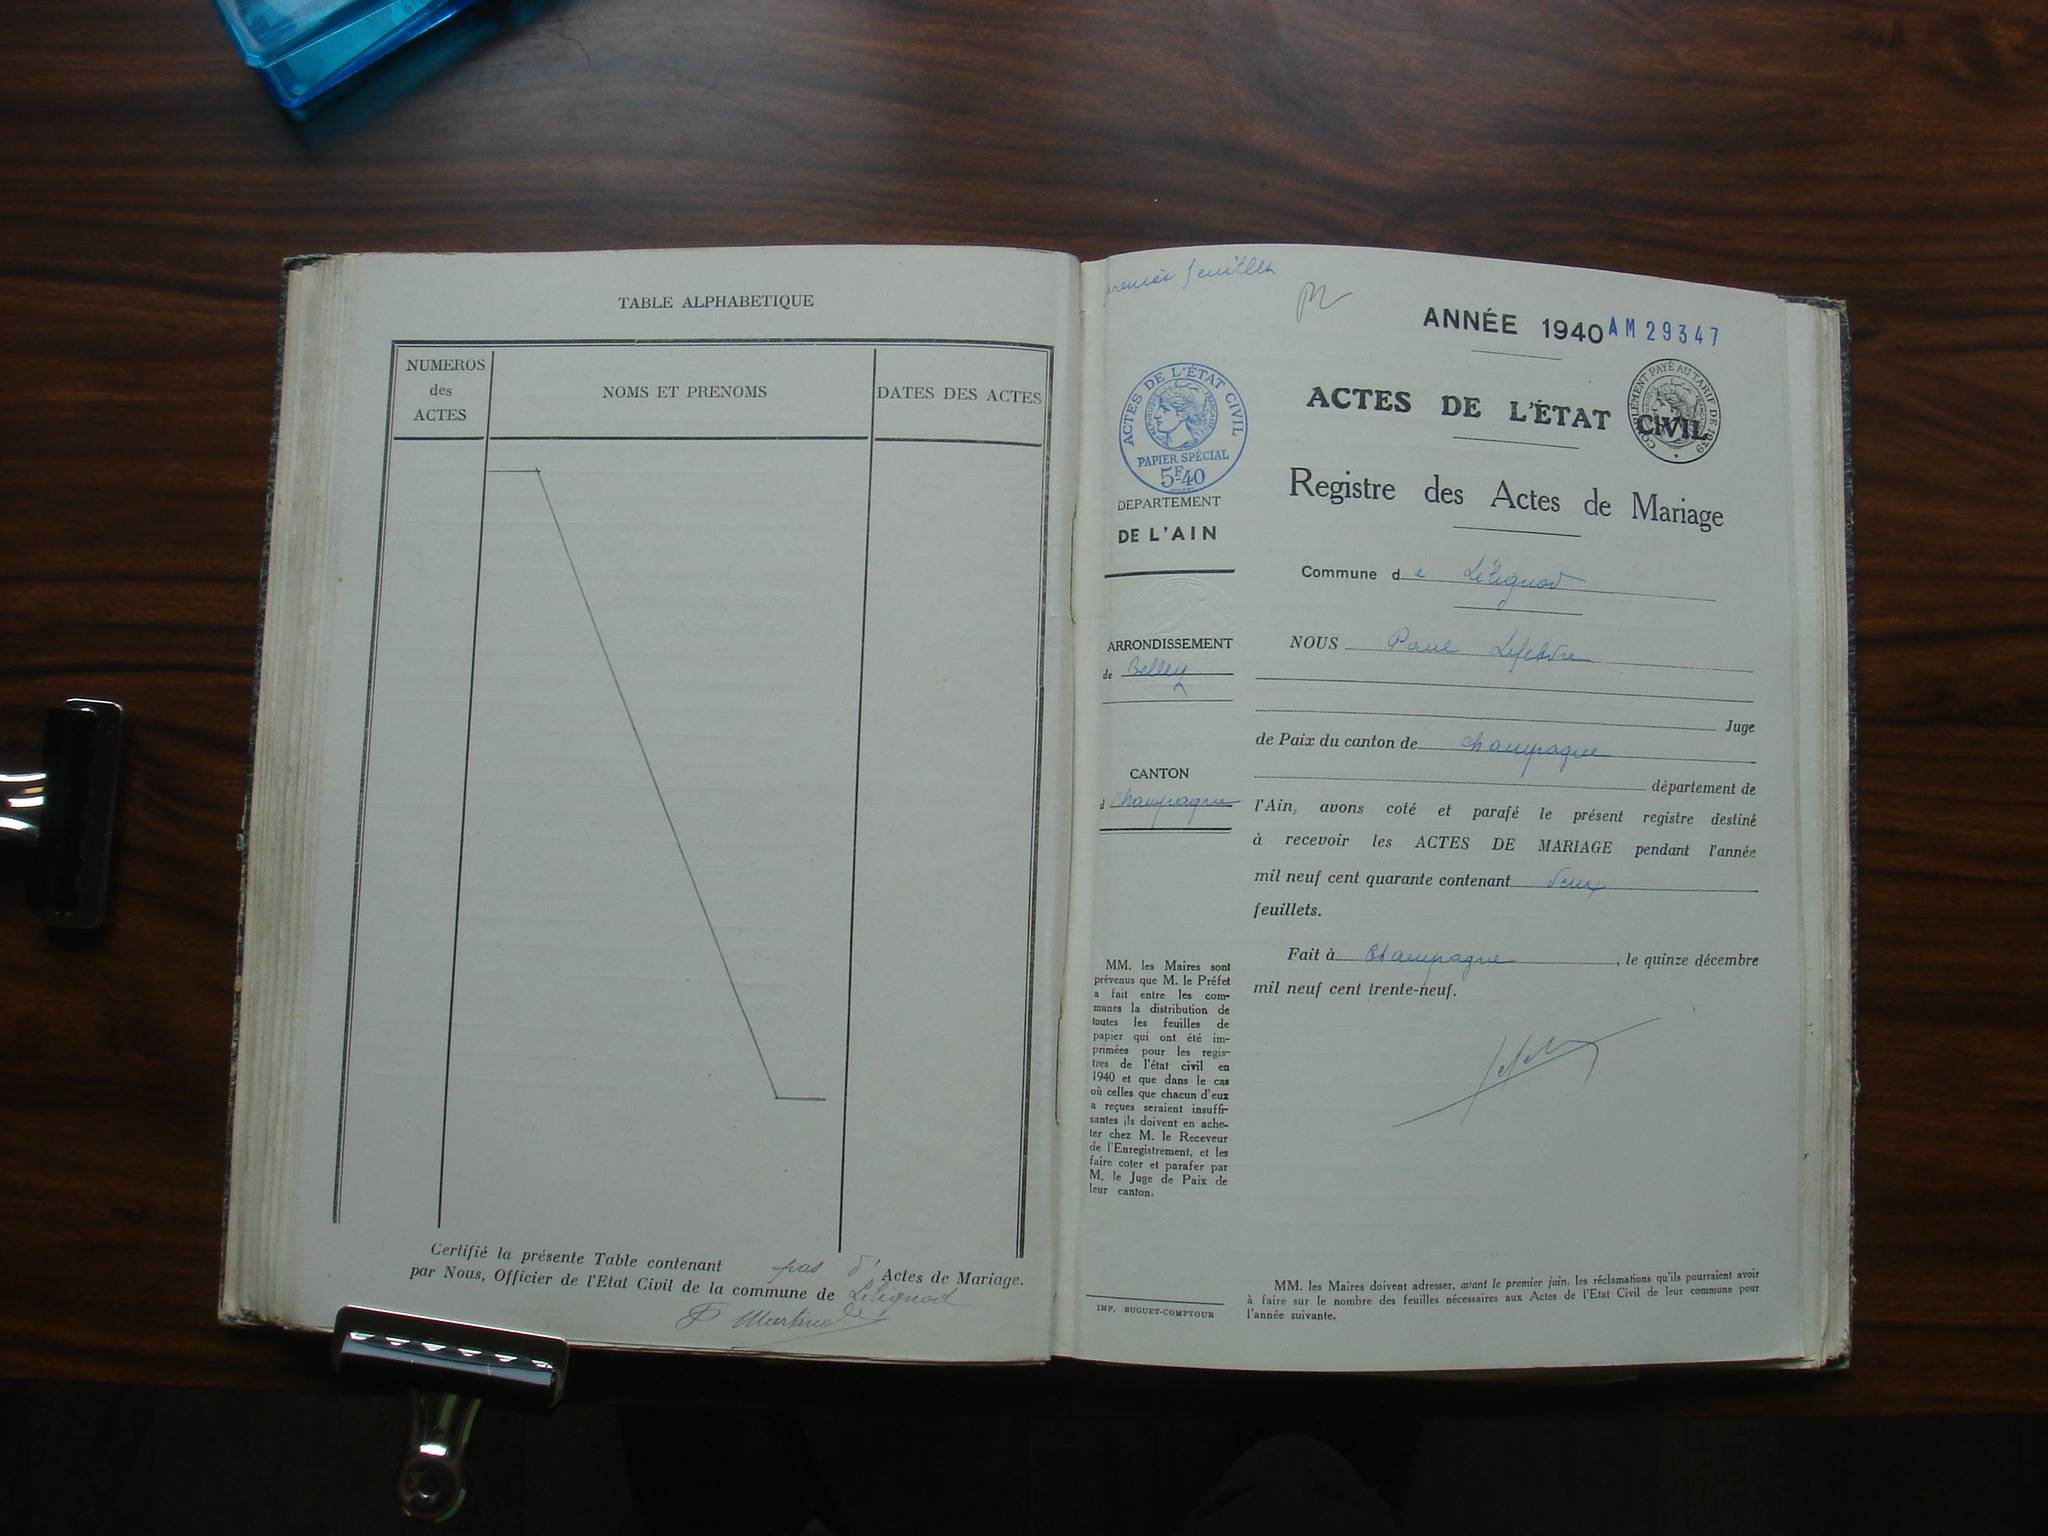 TABLE ALPHABETIQUE
NUMEROS
des
ACTES
NOMS ET PRENOMS
DATES DES ACTES
Certifié la présente Table contenant pas d' Actes de Mariage.
par Nous, Officier de l'Etat Civil de la commune de Lilignod
Martinod
premier feuillet
ANNÉE 1940
AM29347
ACTES DE L'ÉTAT CIVIL
PAPIER SPÉCIAL
5F.40
COMPLÉMENT PAYÉ AU TARIF DE 1939
ACTES DE L'ÉTAT CIVIL
Registre des Actes de Mariage
DEPARTEMENT
DE L'AIN
ARRONDISSEMENT
de Belley
CANTON
d Champagne
MM. les Maires sont
prévenus que M. le Préfet
a fait entre les com-
munes la distribution de
toutes les feuilles de
papier qui ont été im-
primées pour les regis-
tres de l'état civil en
1940 et que dans le cas
où celles que chacun d'eux
a reçues seraient insuffi-
santes ils doivent en ache-
ter chez M. le Receveur
de l'Enregistrement, et les
faire coter et parafer par
M. le Juge de Paix de
leur canton.
IMP. BUGUET-COMPTOUR
Commune de Lilignod
NOUS Paul Lefebvre
Juge
de Paix du canton de Champagne
département de
l'Ain, avons coté et parafé le présent registre destiné
à recevoir les ACTES DE MARIAGE pendant l'année
mil neuf cent quarante contenant deux
feuillets.
Fait à Champagne, le quinze décembre
mil neuf cent trente-neuf.
MM. les Maires doivent adresser, avant le premier juin, les réclamations qu'ils pourraient avoir
à faire sur le nombre des feuilles nécessaires aux Actes de l'Etat Civil de leur commune pour
l'année suivante.